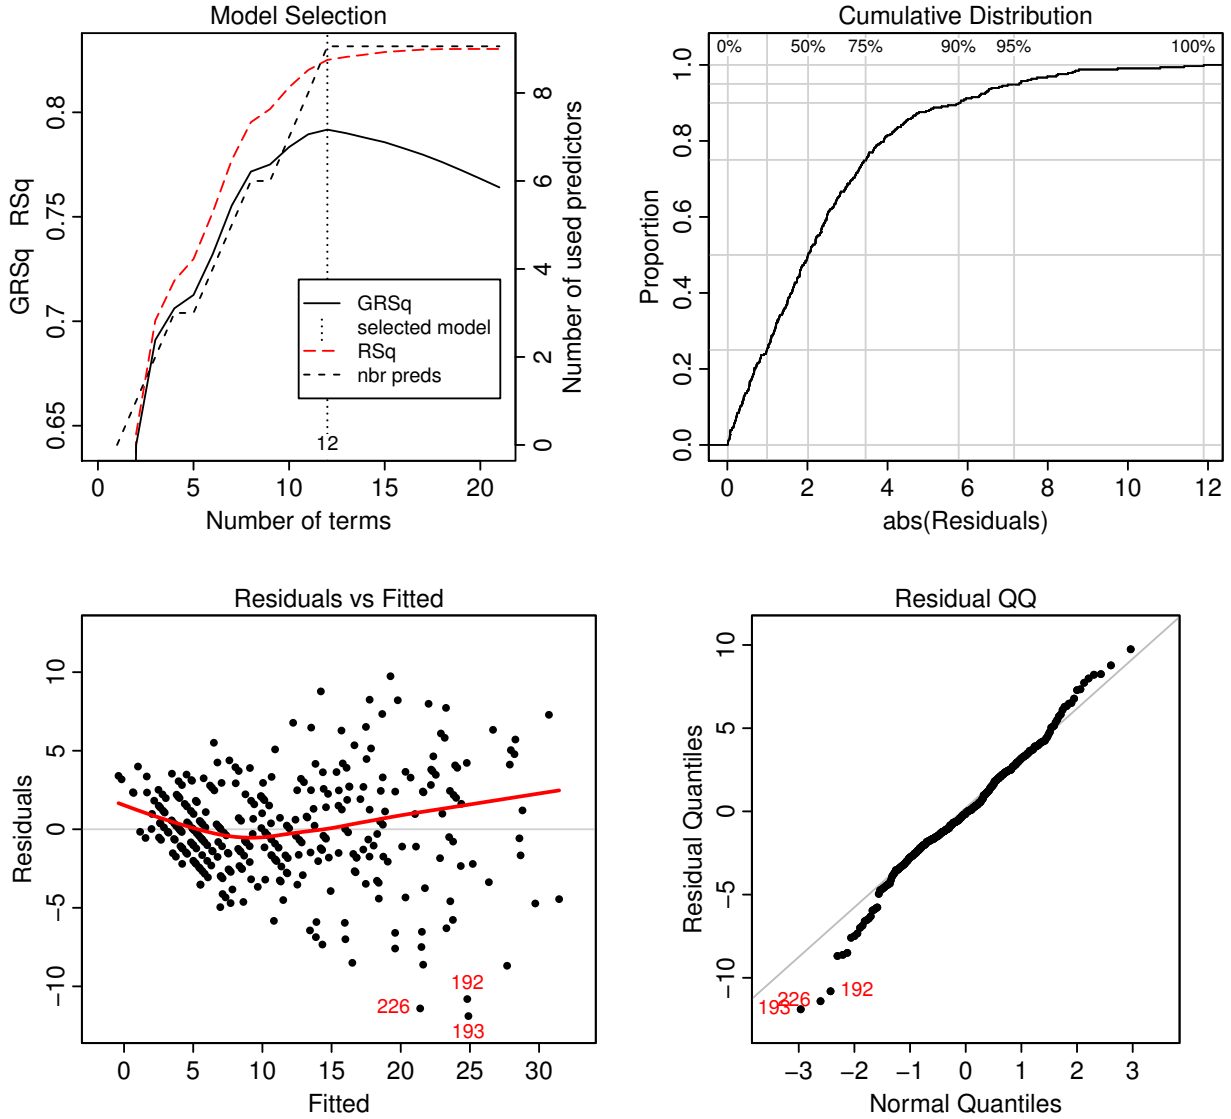 Model Selection
GRSq RSq
0.65 0.7 0.75 0.8
0 2 4 6 8
Number of used predictors
GRSq
selected model
RSq
nbr preds
12
0 5 10 15 20
Number of terms
Cumulative Distribution
0% 50% 75% 90% 95% 100%
Proportion
0.0 0.2 0.4 0.6 0.8 1.0
0 2 4 6 8 10 12
abs(Residuals)
Residuals vs Fitted
Residuals
−10 −5 0 5 10
192
226
193
0 5 10 15 20 25 30
Fitted
Residual QQ
Residual Quantiles
−10 −5 0 5 10
192
226
193
−3 −2 −1 0 1 2 3
Normal Quantiles